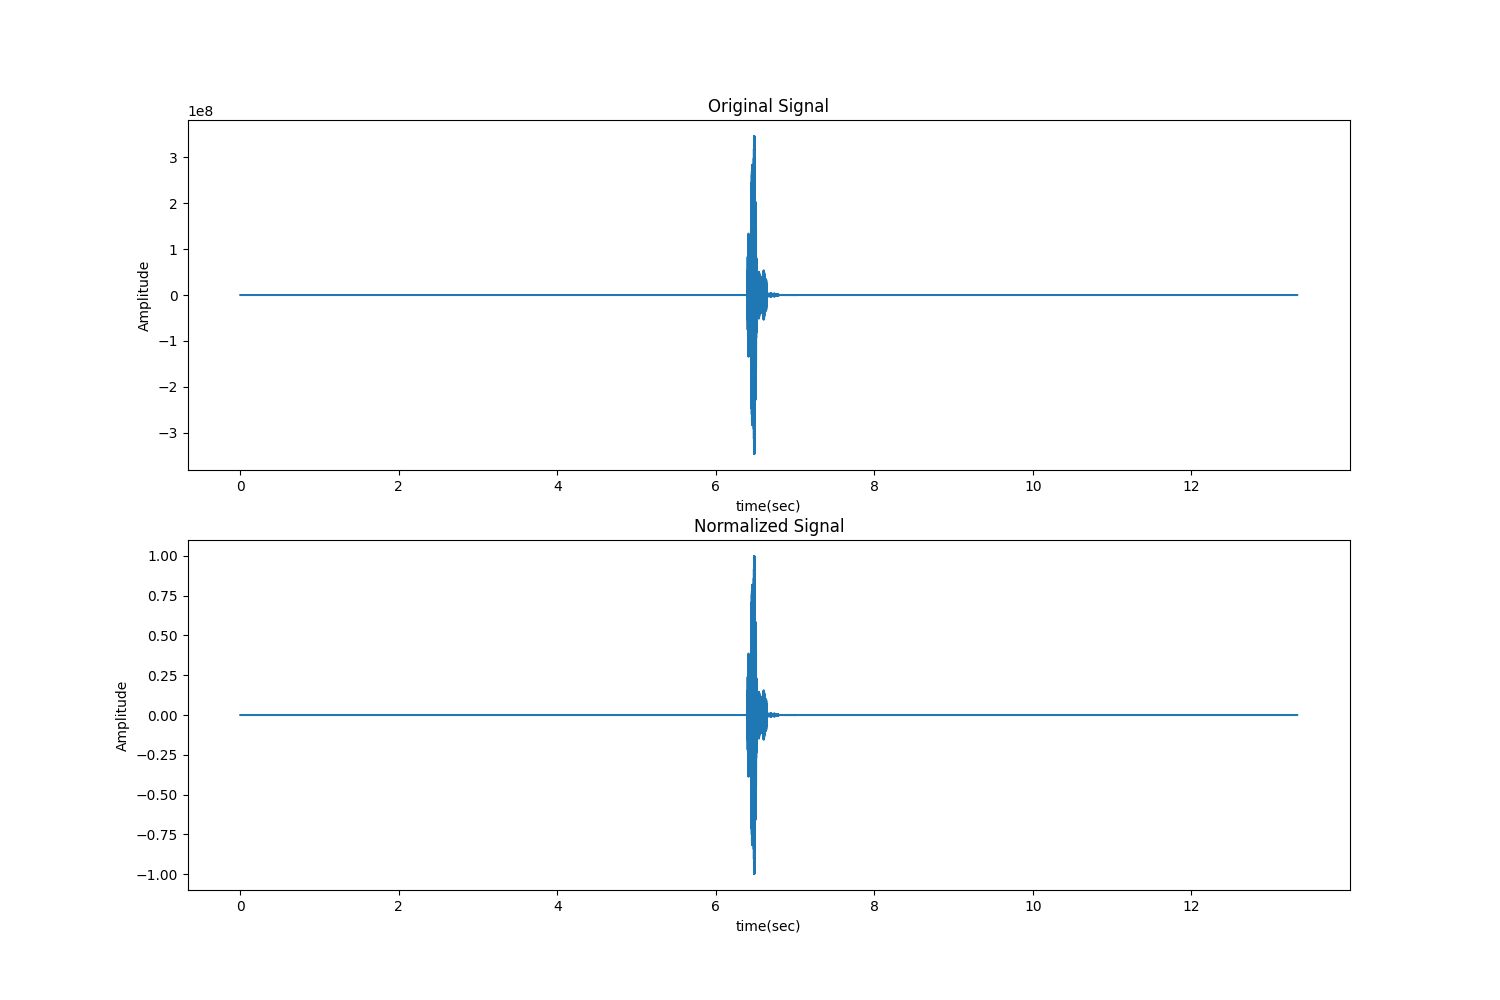 Original Signal
1e8
3
2
1
0
−1
−2
−3
Amplitude
0 2 4 6 8 10 12
time(sec)
Normalized Signal
1.00
0.75
0.50
0.25
0.00
−0.25
−0.50
−0.75
−1.00
Amplitude
0 2 4 6 8 10 12
time(sec)